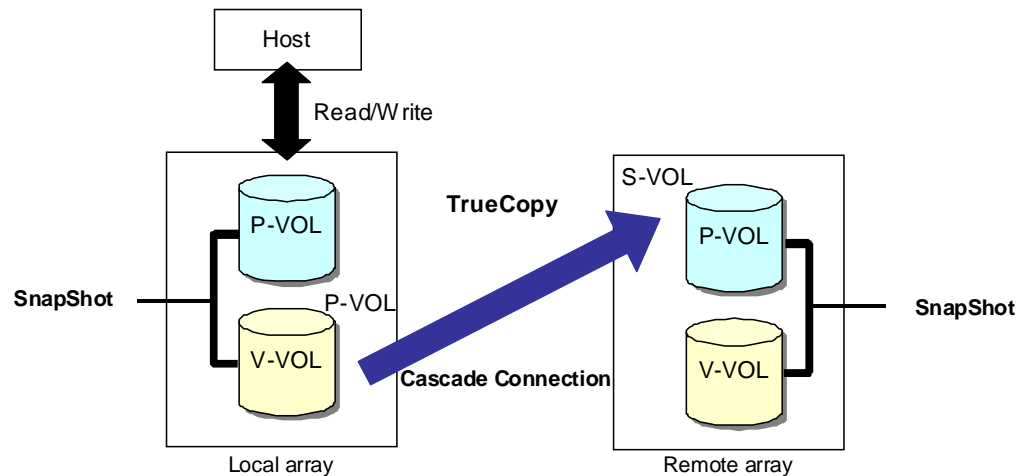 Host
Read/Write
S-VOL
TrueCopy
P-VOL
P-VOL
SnapShot
P-VOL
SnapShot
V-VOL
Cascade Connection
V-VOL
Local array
Remote array